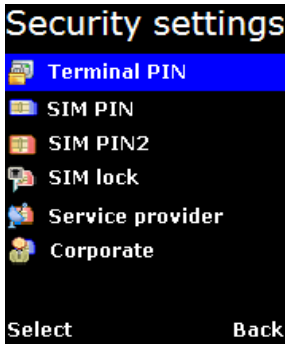 Security settings
Terminal PIN
SIM PIN
SIM PIN2
SIM lock
Service provider
Corporate
Select Back